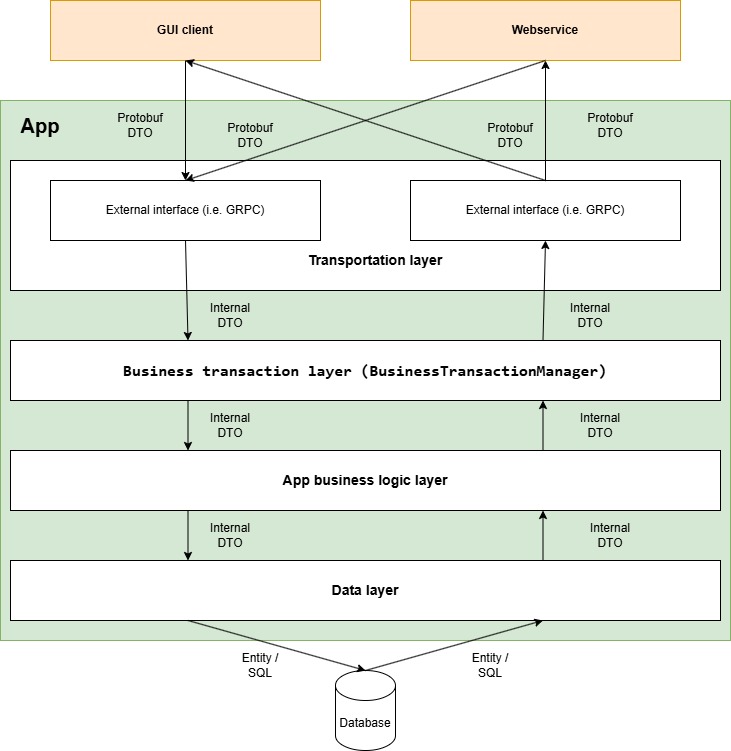 GUI client
Webservice
App
Protobuf
DTO
Protobuf
DTO
Protobuf
DTO
Protobuf
DTO
External interface (i.e. GRPC)
External interface (i.e. GRPC)
Transportation layer
Internal
DTO
Internal
DTO
Business transaction layer (BusinessTransactionManager)
Internal
DTO
Internal
DTO
App business logic layer
Internal
DTO
Internal
DTO
Data layer
Entity /
SQL
Entity /
SQL
Database